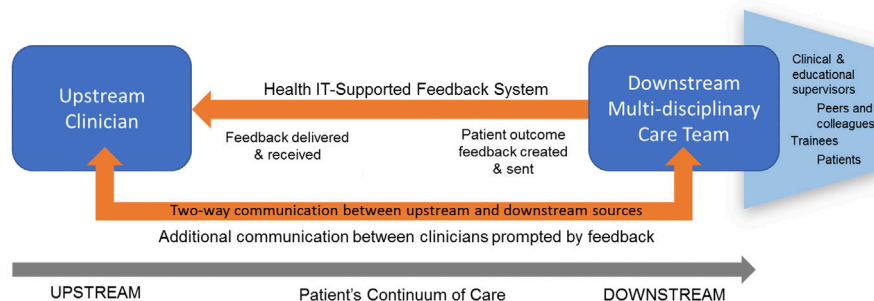 Upstream
Clinician
Health IT-Supported Feedback System
Feedback delivered
& received
Patient outcome
feedback created
& sent
Downstream
Multi-disciplinary
Care Team
Clinical &
educational
supervisors
Peers and
colleagues
Trainees
Patients
Two-way communication between upstream and downstream sources
Additional communication between clinicians prompted by feedback
UPSTREAM
Patient's Continuum of Care
DOWNSTREAM